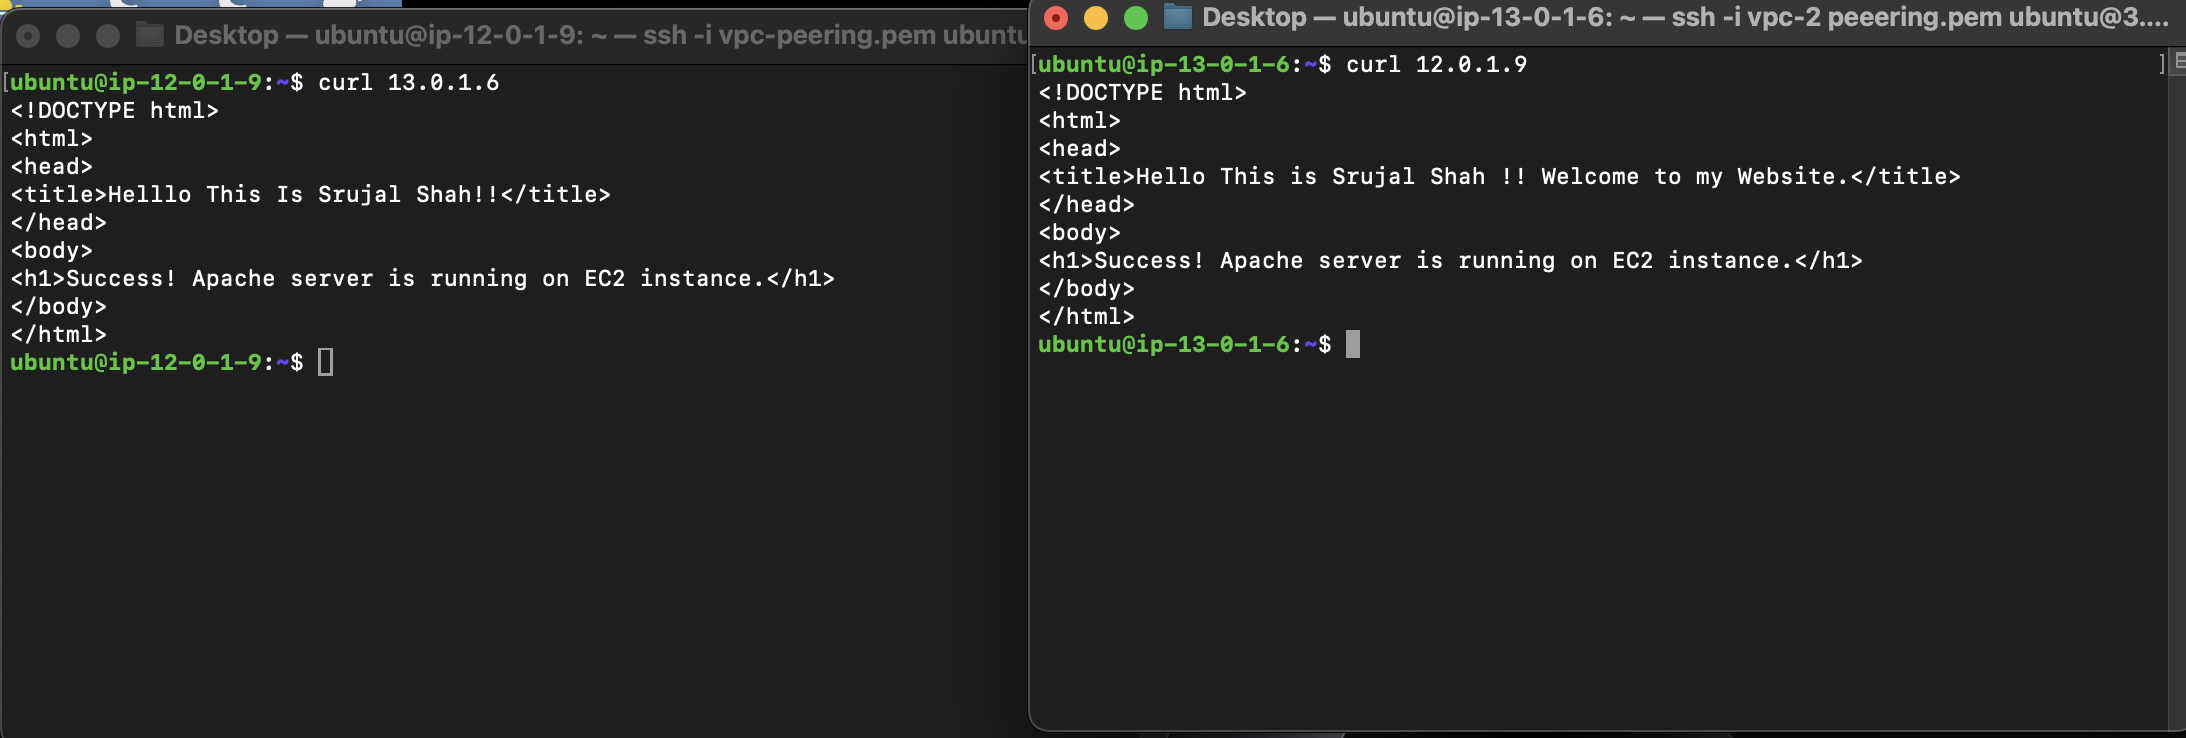 Desktop — ubuntu@ip-12-0-1-9: ~ — ssh -i vpc-peering.pem ubuntu
[ubuntu@ip-12-0-1-9:~$ curl 13.0.1.6
<!DOCTYPE html>
<html>
<head>
<title>Helllo This Is Srujal Shah!!</title>
</head>
<body>
<h1>Success! Apache server is running on EC2 instance.</h1>
</body>
</html>
ubuntu@ip-12-0-1-9:~$
Desktop — ubuntu@ip-13-0-1-6: ~ — ssh -i vpc-2 peeering.pem ubuntu@3....
[ubuntu@ip-13-0-1-6:~$ curl 12.0.1.9 ]
<!DOCTYPE html>
<html>
<head>
<title>Hello This is Srujal Shah !! Welcome to my Website.</title>
</head>
<body>
<h1>Success! Apache server is running on EC2 instance.</h1>
</body>
</html>
ubuntu@ip-13-0-1-6:~$